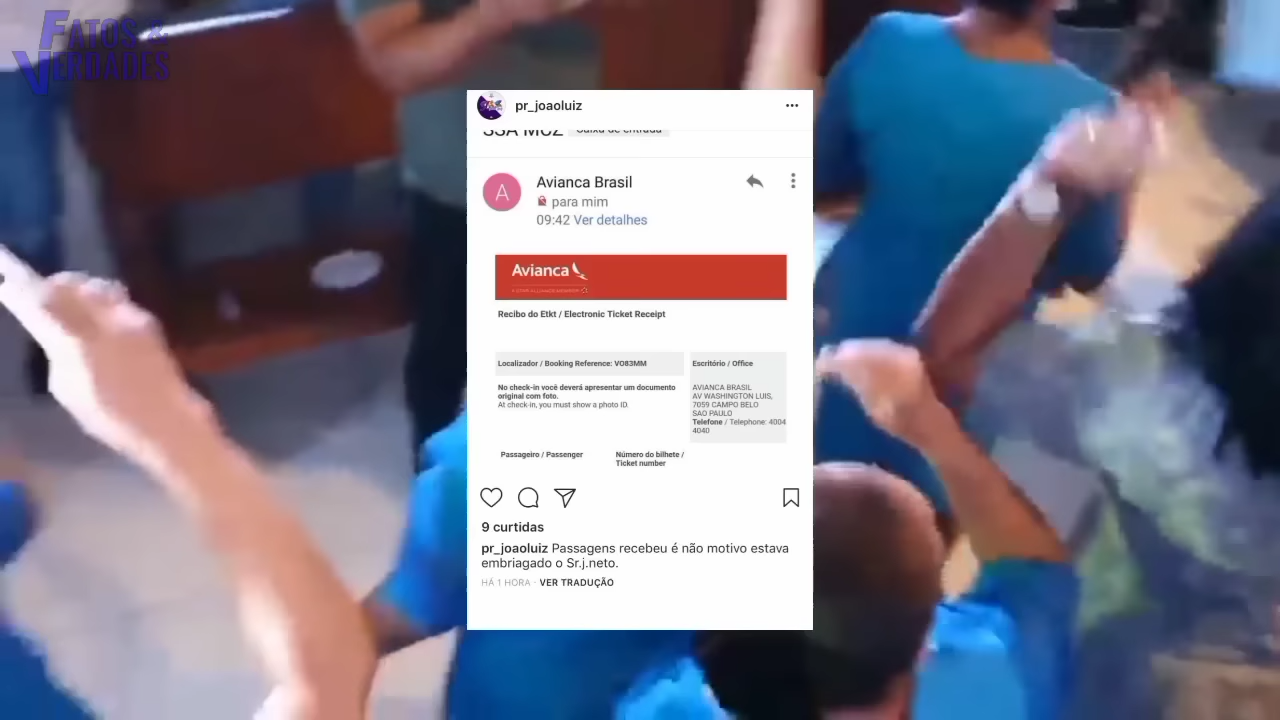 FATOS &
VERDADES
pr_joaoluiz
SSA MCZ Caixa de entrada
Avianca Brasil
para mim
09:42 Ver detalhes
A
Avianca
Recibo do Etkt / Electronic Ticket Receipt
Localizador / Booking Reference: VO83MM
No check-in você deverá apresentar um documento
original com foto.
At check-in, you must show a photo ID.
Escritório / Office
AVIANCA BRASIL
AV WASHINGTON LUIS,
7059 CAMPO BELO
SAO PAULO
Telefone / Telephone: 4004
4040
Passageiro / Passenger
Número do bilhete /
Ticket number
9 curtidas
pr_joaoluiz Passagens recebeu é não motivo estava
embriagado o Sr.j.neto.
HÁ 1 HORA · VER TRADUÇÃO